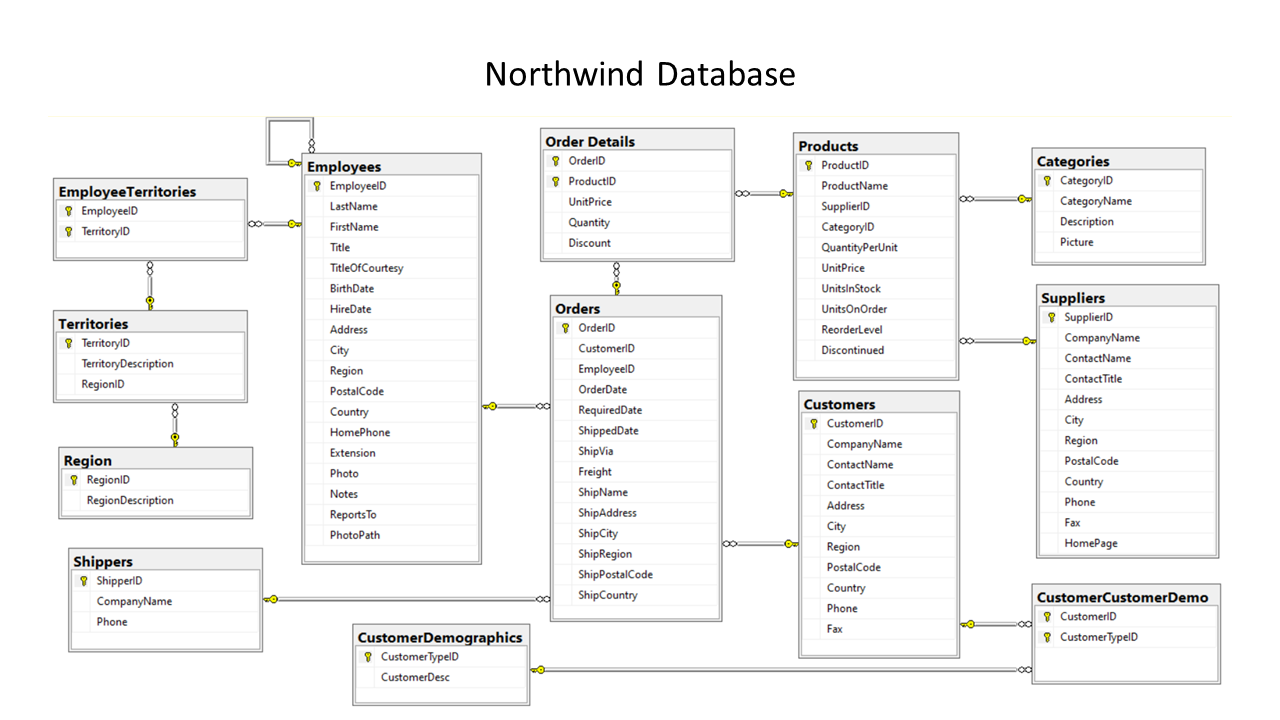 Northwind Database
EmployeeTerritories
EmployeeID
TerritoryID
Territories
TerritoryID
TerritoryDescription
RegionID
Region
RegionID
RegionDescription
Shippers
ShipperID
CompanyName
Phone
Employees
EmployeeID
LastName
FirstName
Title
TitleOfCourtesy
BirthDate
HireDate
Address
City
Region
PostalCode
Country
HomePhone
Extension
Photo
Notes
ReportsTo
PhotoPath
CustomerDemographics
CustomerTypeID
CustomerDesc
Order Details
OrderID
ProductID
UnitPrice
Quantity
Discount
Orders
OrderID
CustomerID
EmployeeID
OrderDate
RequiredDate
ShippedDate
ShipVia
Freight
ShipName
ShipAddress
ShipCity
ShipRegion
ShipPostalCode
ShipCountry
Products
ProductID
ProductName
SupplierID
CategoryID
QuantityPerUnit
UnitPrice
UnitsInStock
UnitsOnOrder
ReorderLevel
Discontinued
Customers
CustomerID
CompanyName
ContactName
ContactTitle
Address
City
Region
PostalCode
Country
Phone
Fax
Categories
CategoryID
CategoryName
Description
Picture
Suppliers
SupplierID
CompanyName
ContactName
ContactTitle
Address
City
Region
PostalCode
Country
Phone
Fax
HomePage
CustomerCustomerDemo
CustomerID
CustomerTypeID